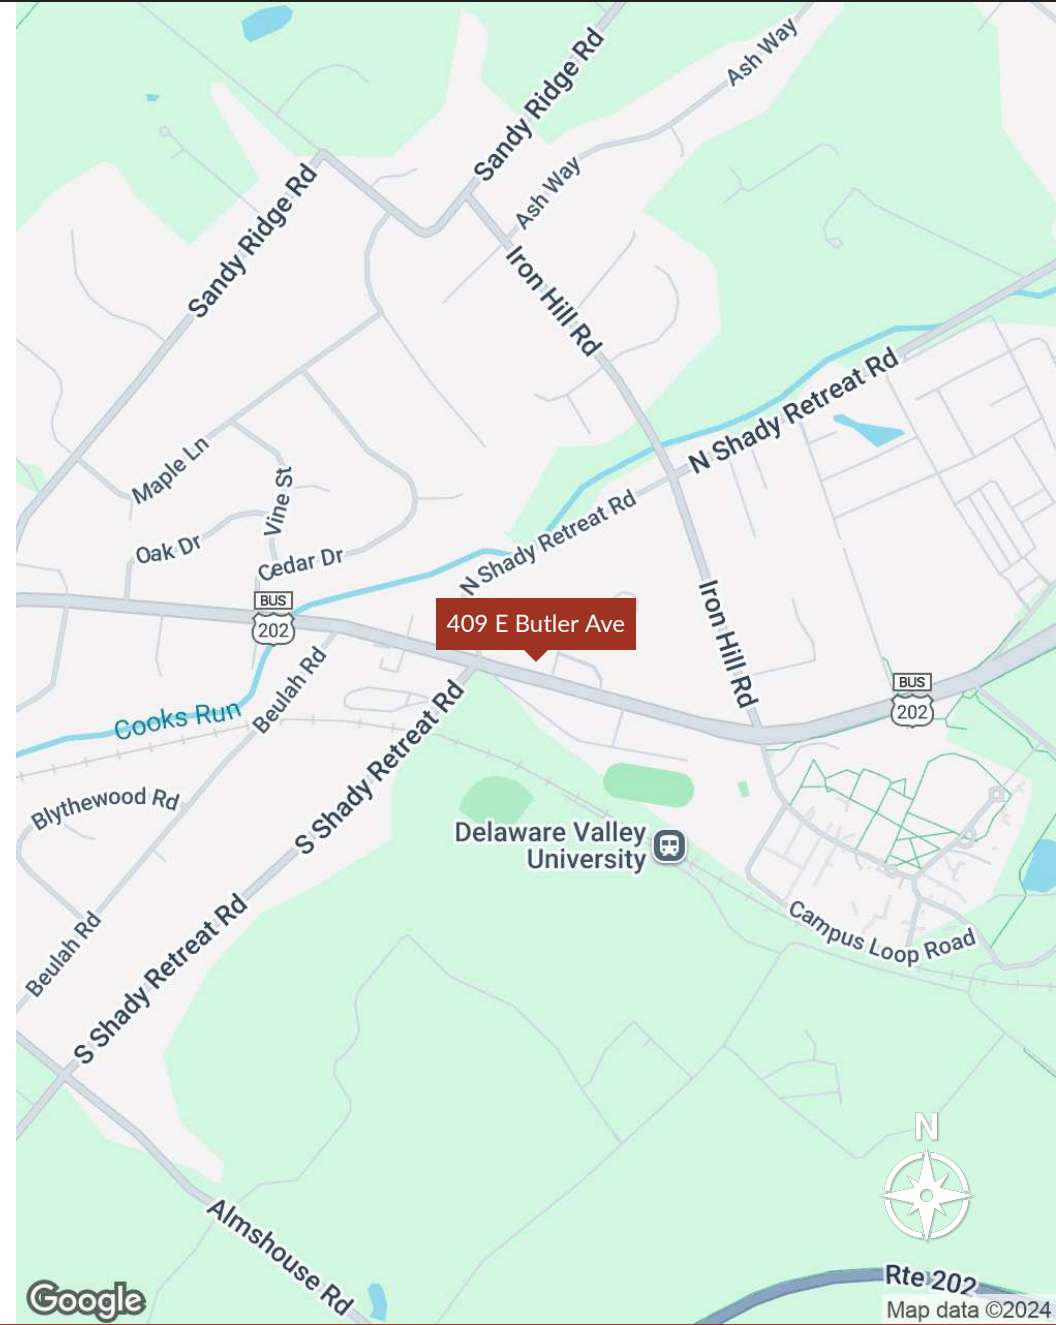 Ash Way
Sandy Ridge Rd
Sandy Ridge Rd
Ash Way
Iron Hill Rd
N Shady Retreat Rd
Maple Ln
Vine St
N Shady Retreat Rd
Oak Dr
Cedar Dr
BUS
202
409 E Butler Ave
Iron Hill Rd
BUS
202
Beulah Rd
Cooks Run
S Shady Retreat Rd
Blythewood Rd
Delaware Valley
University
Beulah Rd
S Shady Retreat Rd
Campus Loop Road
N
Almshouse Rd
Rte 202
Google
Map data ©2024